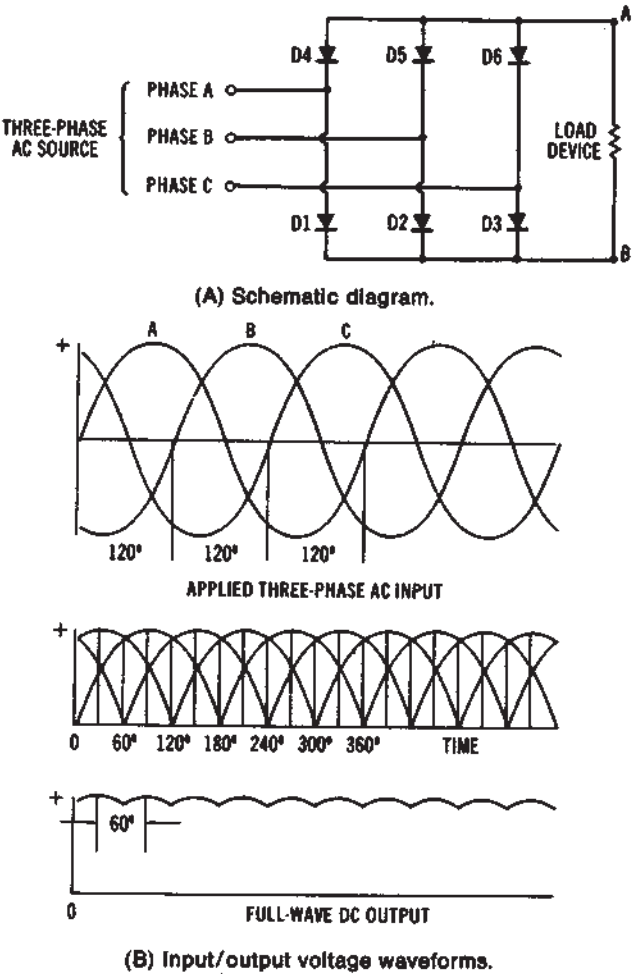 A
D4
D5
D6
PHASE A
THREE-PHASE
AC SOURCE
PHASE B
LOAD
DEVICE
PHASE C
D1
D2
D3
B
(A) Schematic diagram.
+
A
B
C
120°
120°
120°
APPLIED THREE-PHASE AC INPUT
+
0
60°
120°
180°
240°
300°
360°
TIME
+
60°
0
FULL-WAVE DC OUTPUT
(B) Input/output voltage waveforms.